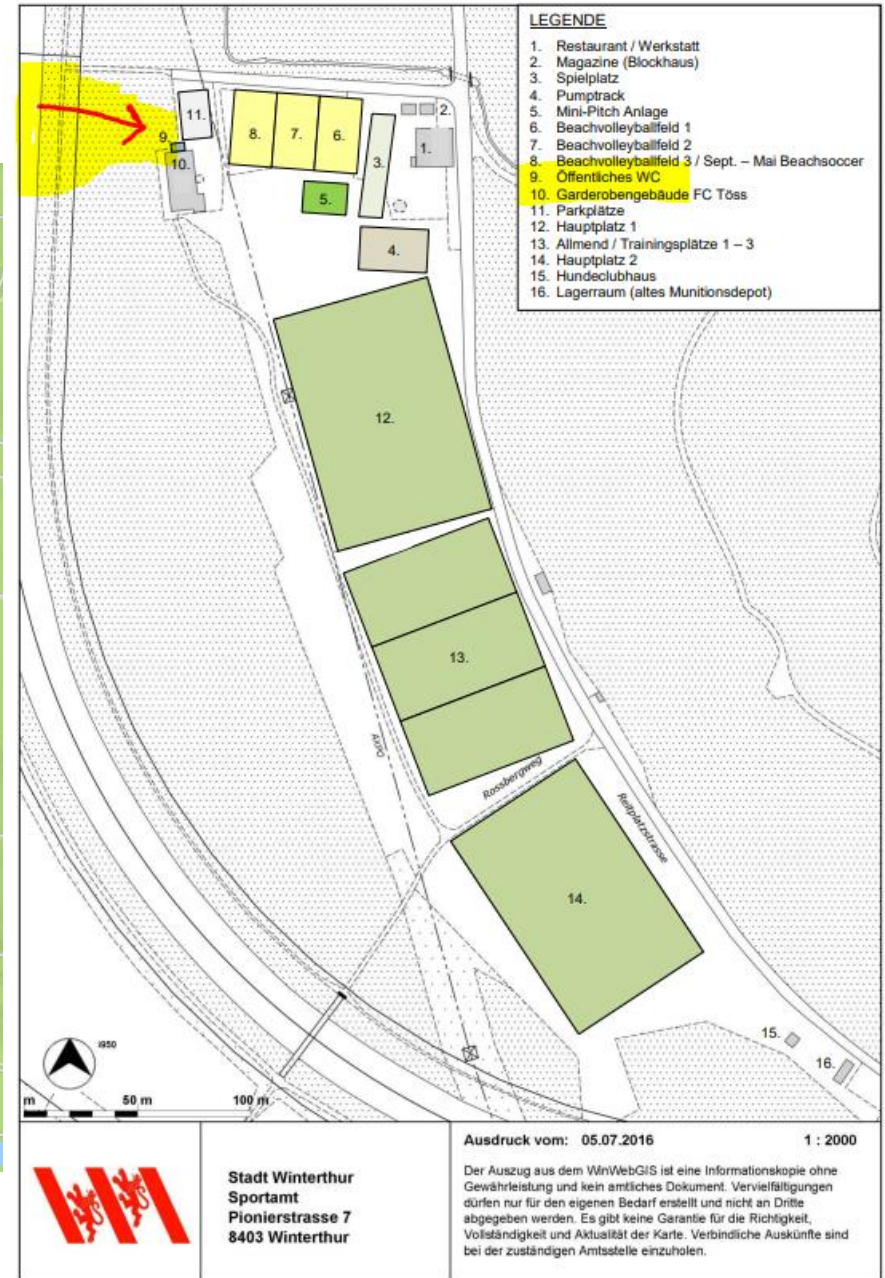 LEGENDE
1. Restaurant / Werkstatt
2. Magazine (Blockhaus)
3. Spielplatz
4. Pumptrack
5. Mini-Pitch Anlage
6. Beachvolleyballfeld 1
7. Beachvolleyballfeld 2
8. Beachvolleyballfeld 3 / Sept. – Mai Beachsoccer
9. Öffentliches WC
10. Garderobengebäude FC Töss
11. Parkplätze
12. Hauptplatz 1
13. Allmend / Trainingsplätze 1 – 3
14. Hauptplatz 2
15. Hundeclubhaus
16. Lagerraum (altes Munitionsdepot)
11.
9.
10.
8.
7.
6.
3.
2.
1.
5.
4.
12.
13.
Rossbergweg
Reitplatzstrasse
14.
15.
16.
m 50 m 100 m
Ausdruck vom: 05.07.2016 1 : 2000
Stadt Winterthur
Sportamt
Pionierstrasse 7
8403 Winterthur
Der Auszug aus dem WinWebGIS ist eine Informationskopie ohne
Gewährleistung und kein amtliches Dokument. Vervielfältigungen
dürfen nur für den eigenen Bedarf erstellt und nicht an Dritte
abgegeben werden. Es gibt keine Garantie für die Richtigkeit,
Vollständigkeit und Aktualität der Karte. Verbindliche Auskünfte sind
bei der zuständigen Amtsstelle einzuholen.